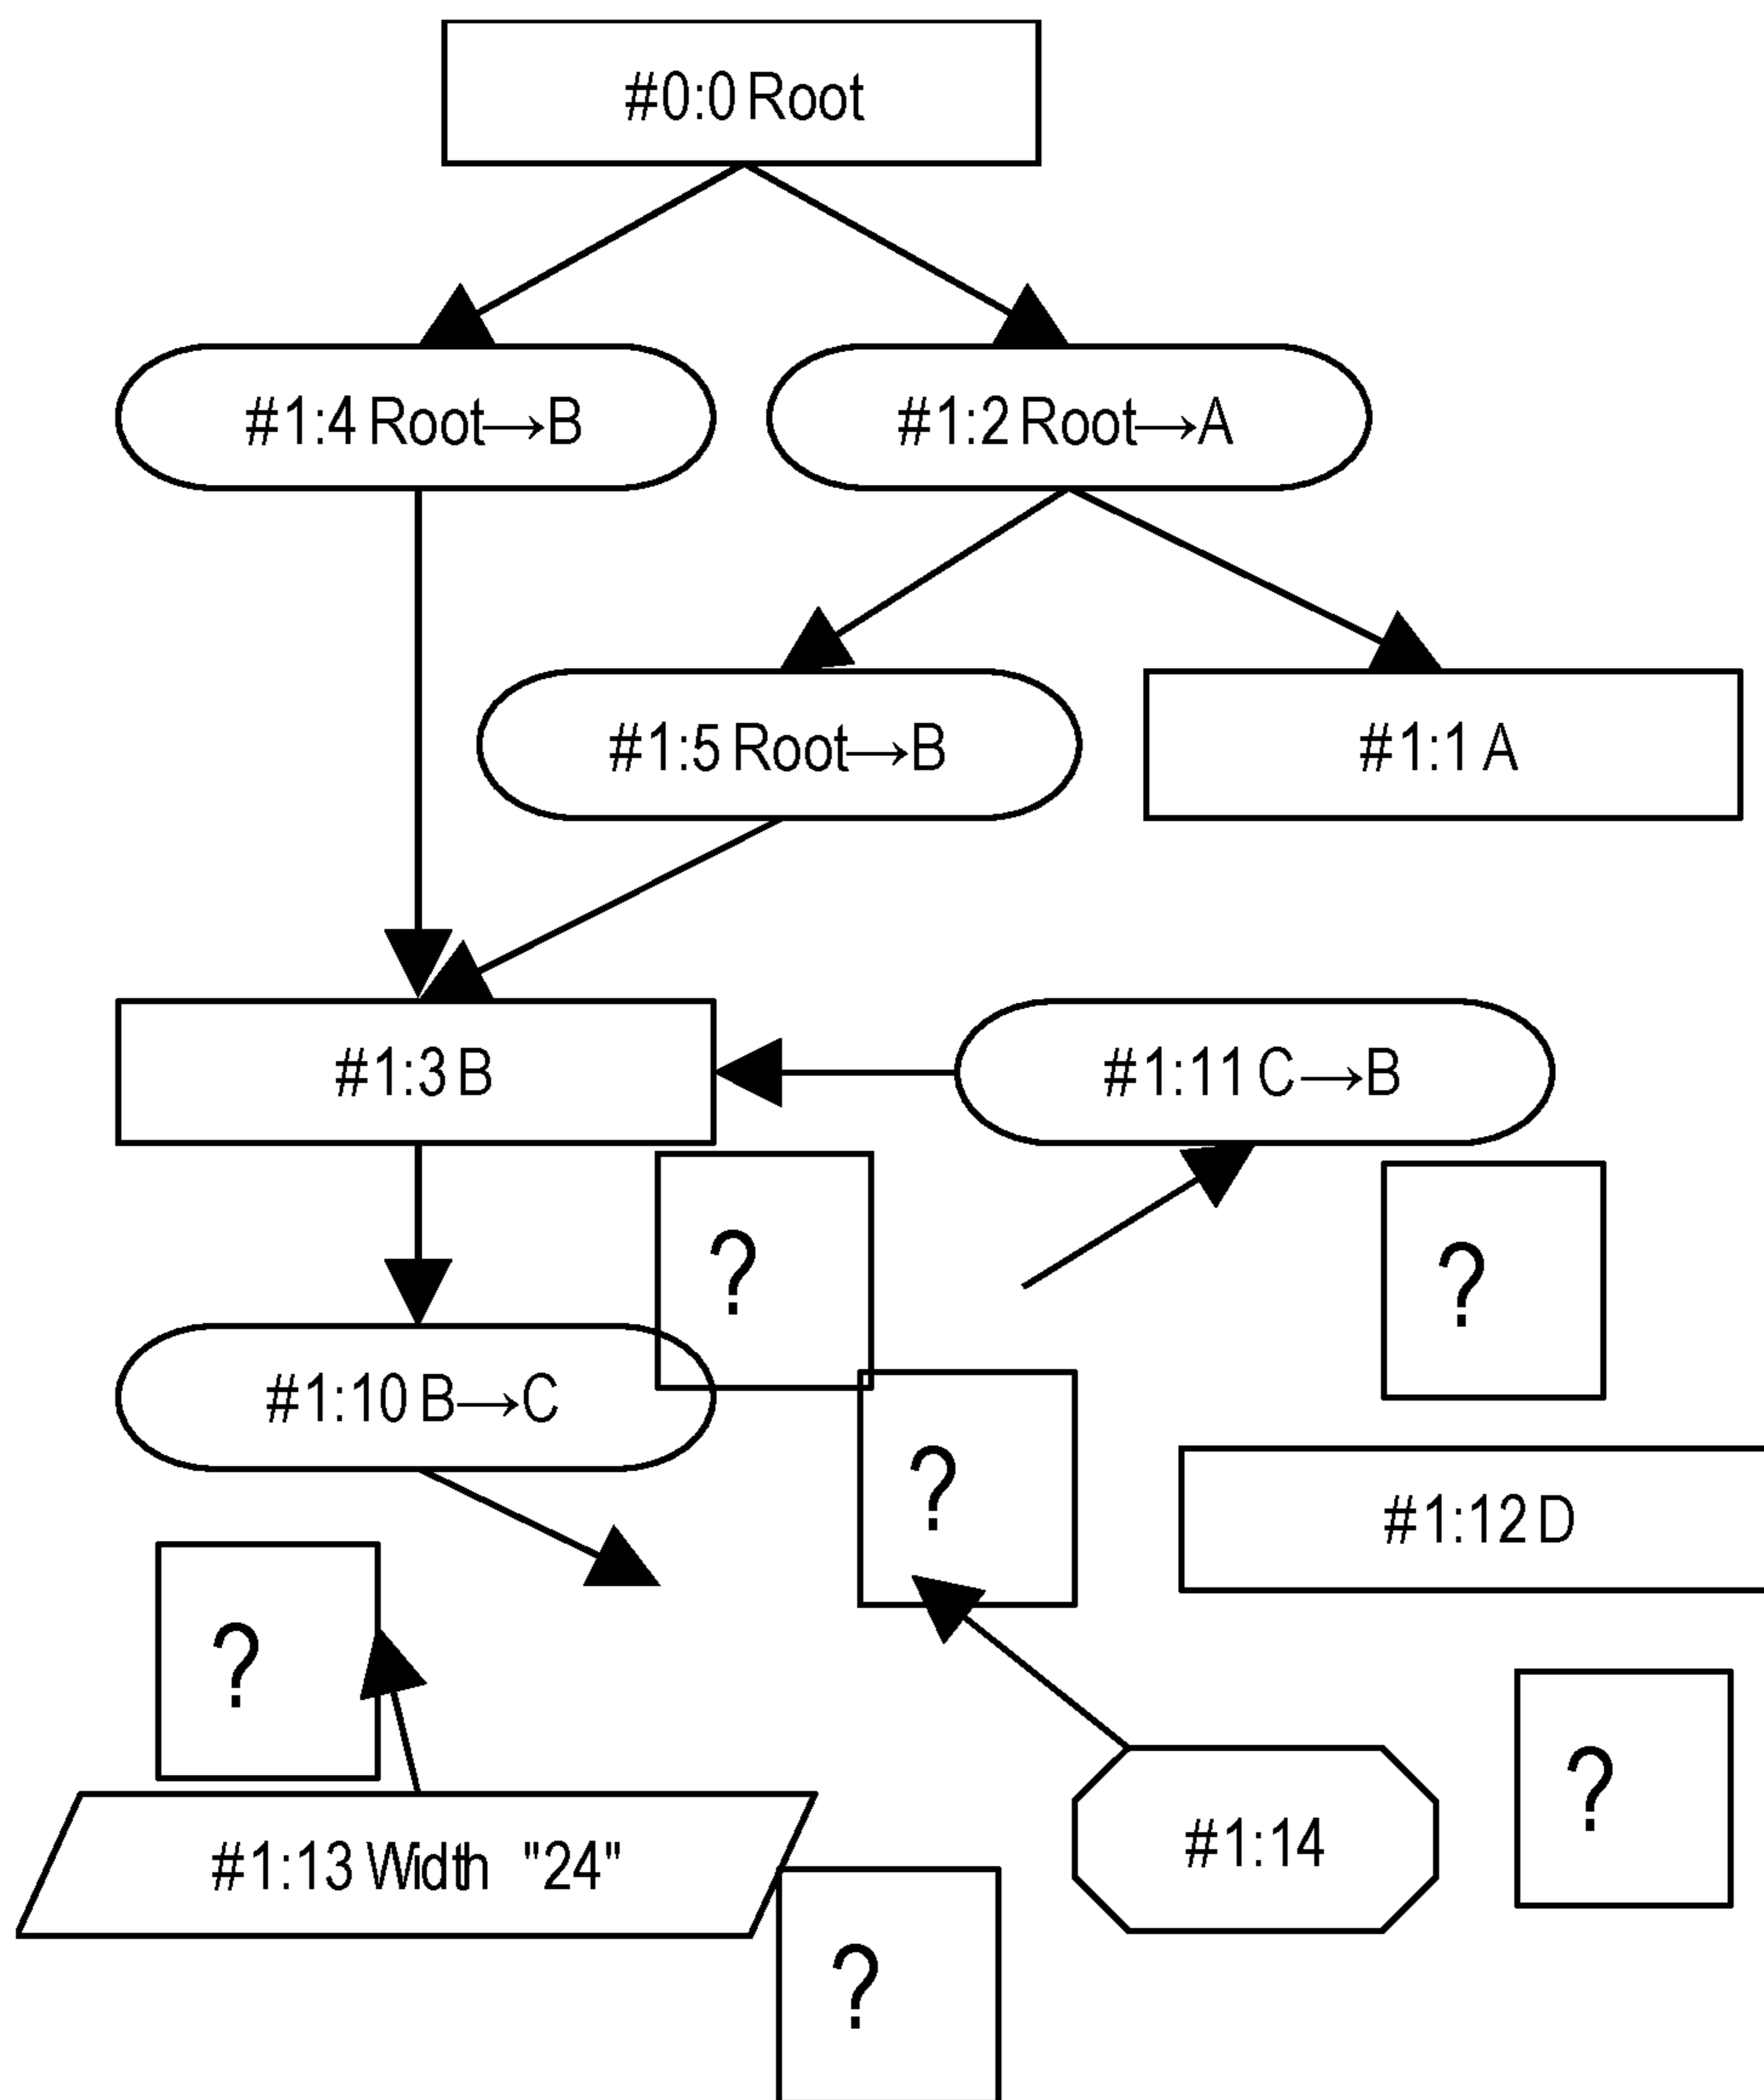 #0:0 Root
#1:4 Root→B
#1:2 Root→A
#1:5 Root→B
#1:1 A
#1:3 B
#1:11 C→B
?
?
#1:10 B→C
?
#1:12 D
?
?
#1:13 Width "24"
#1:14
?